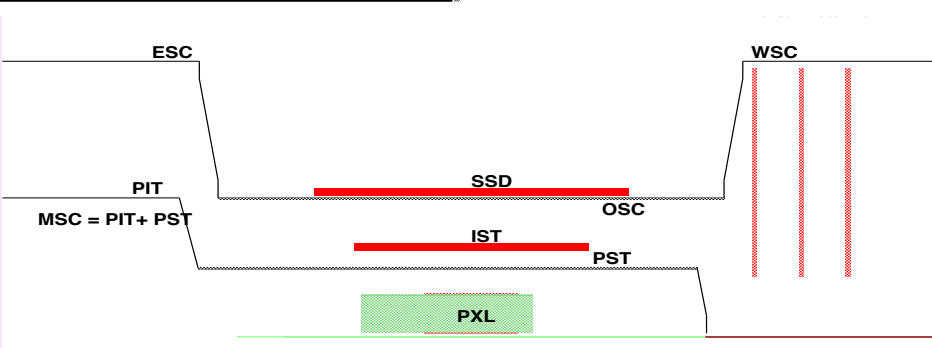 ESC WSC
PIT
SSD
MSC = PIT+ PST
OSC
IST
PST
PXL